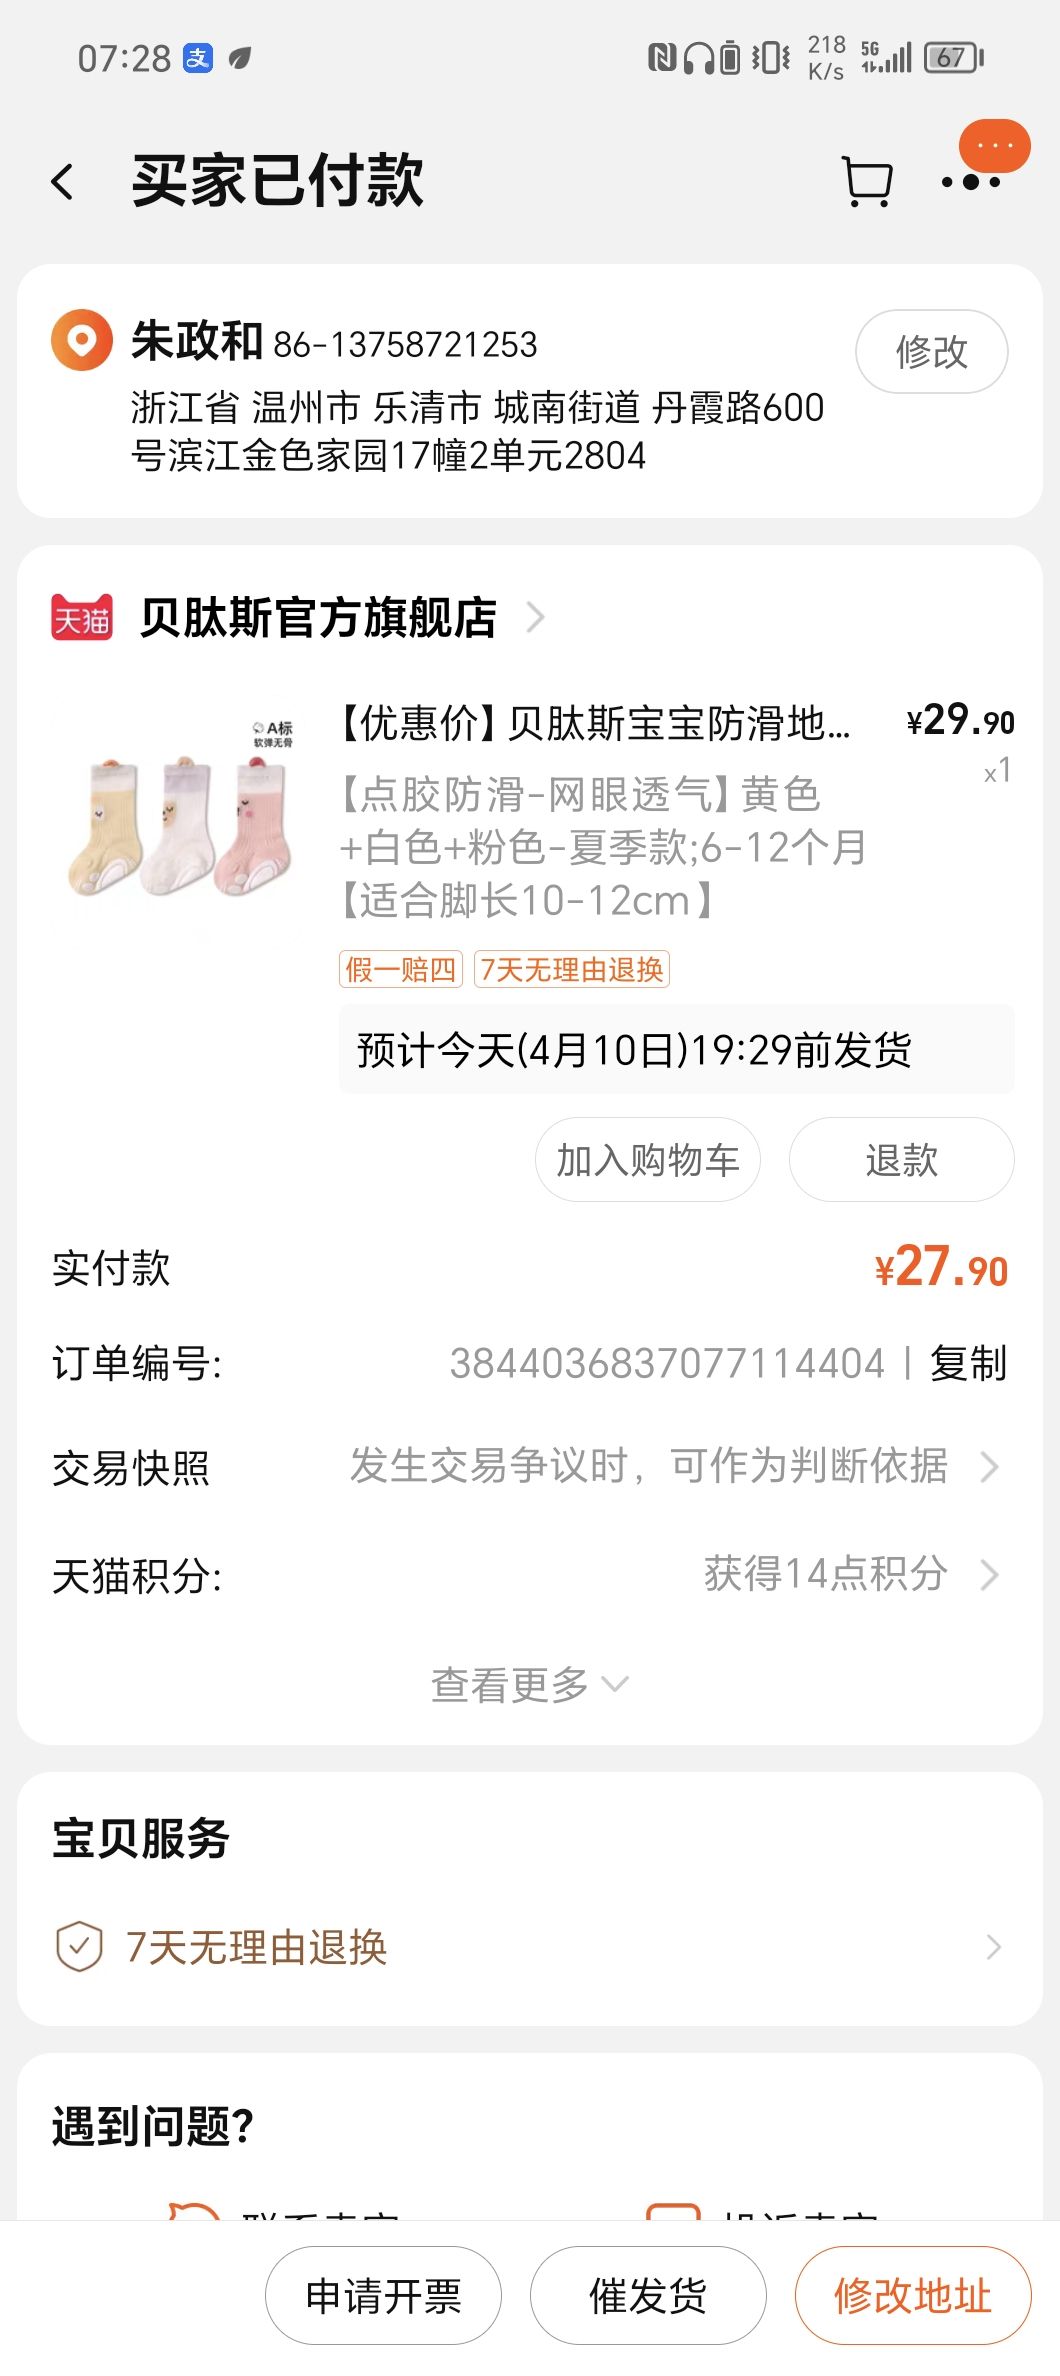 07:28 支
218 K/s 5G 67
买家已付款
朱政和 86-13758721253
修改
浙江省 温州市 乐清市 城南街道 丹霞路600
号滨江金色家园17幢2单元2804
天猫 贝肽斯官方旗舰店
A标
软弹无骨
【优惠价】贝肽斯宝宝防滑地... ¥29.90
x1
【点胶防滑-网眼透气】黄色
+白色+粉色-夏季款;6-12个月
【适合脚长10-12cm】
假一赔四 7天无理由退换
预计今天(4月10日)19:29前发货
加入购物车 退款
实付款 ¥27.90
订单编号: 3844036837077114404 | 复制
交易快照 发生交易争议时，可作为判断依据
天猫积分: 获得14点积分
查看更多
宝贝服务
7天无理由退换
遇到问题?
联系卖家 投诉卖家
申请开票 催发货 修改地址